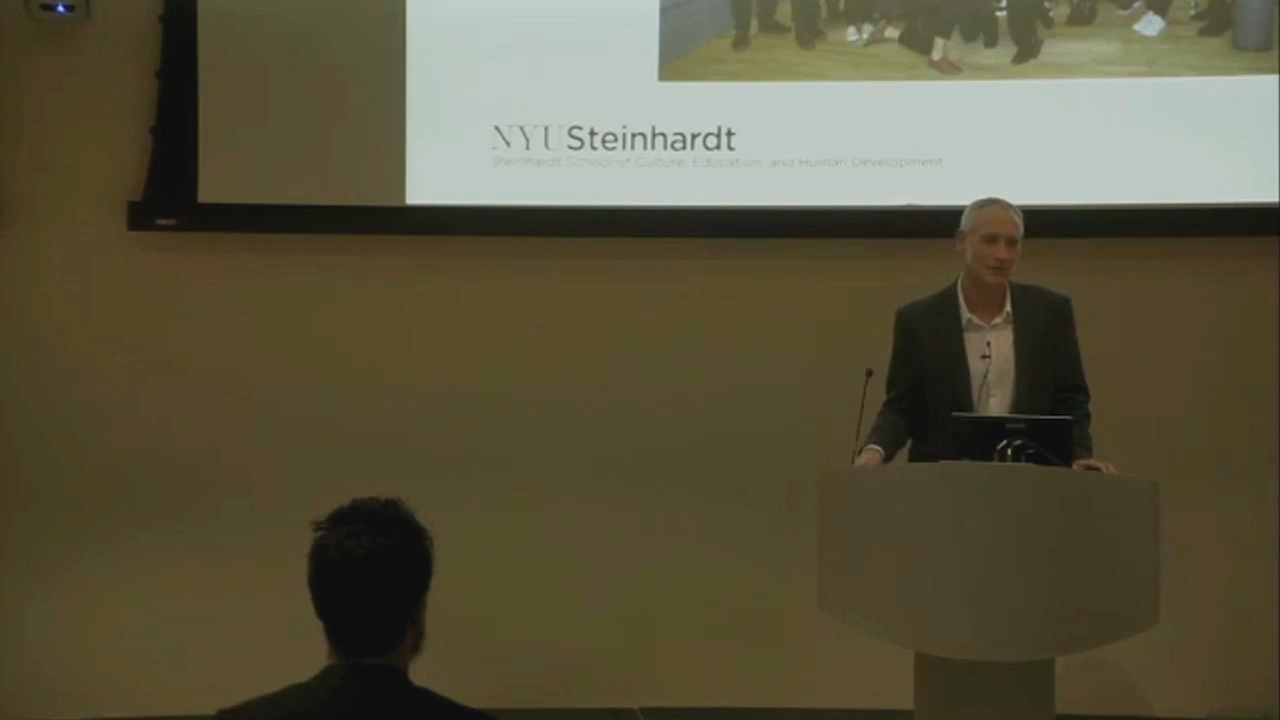 NYUSteinhardt
Steinhardt School of Culture, Education, and Human Development